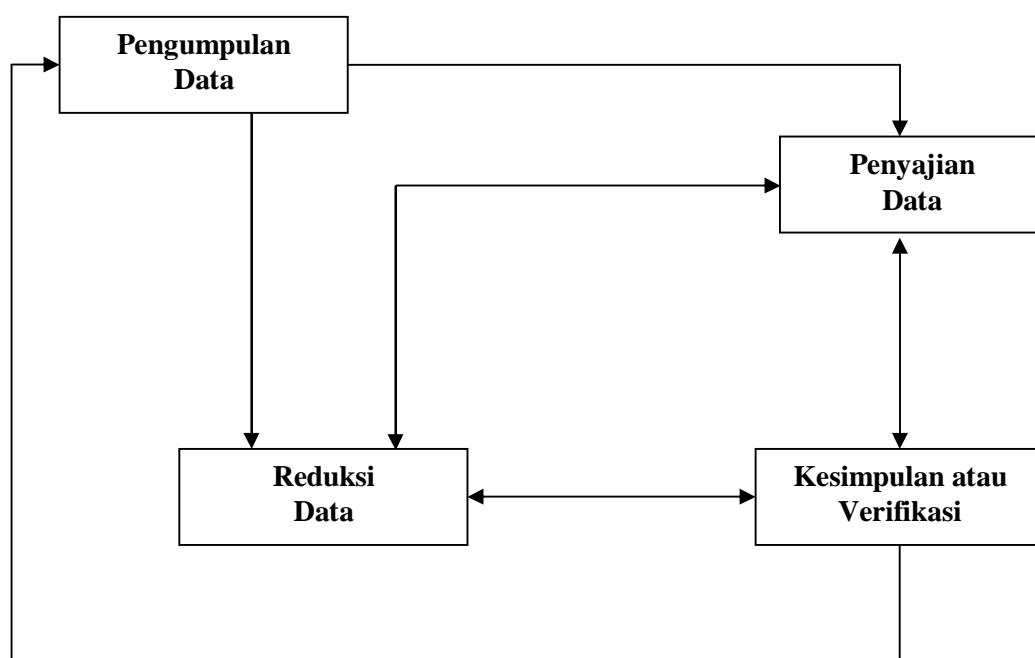 Pengumpulan
Data
Penyajian
Data
Reduksi
Data
Kesimpulan atau
Verifikasi